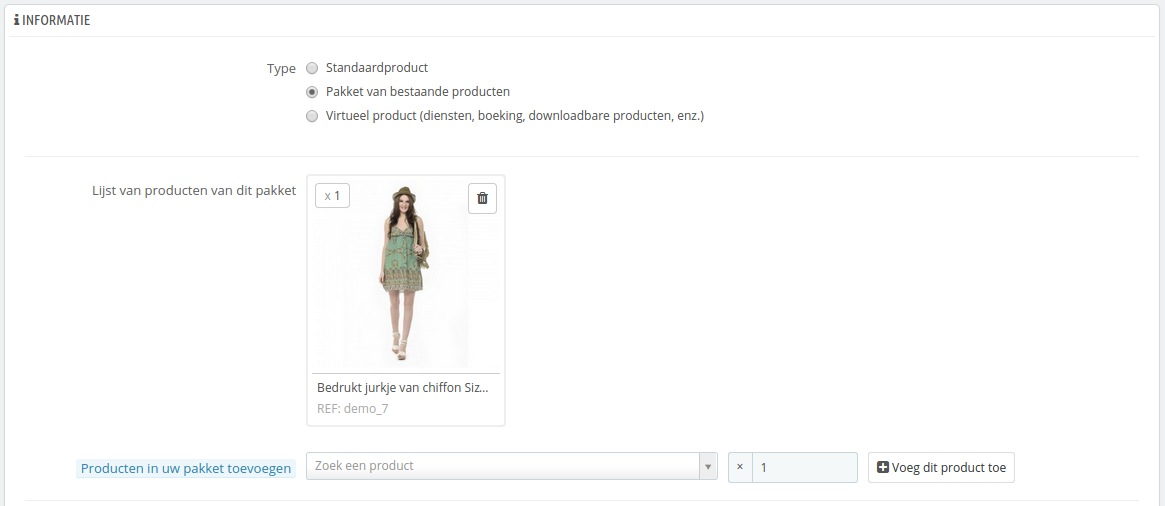 INFORMATIE
Type
Standaardproduct
Pakket van bestaande producten
Virtueel product (diensten, boeking, downloadbare producten, enz.)
Lijst van producten van dit pakket
x 1
Bedrukt jurkje van chiffon Siz...
REF: demo_7
Producten in uw pakket toevoegen
Zoek een product
× 1
Voeg dit product toe